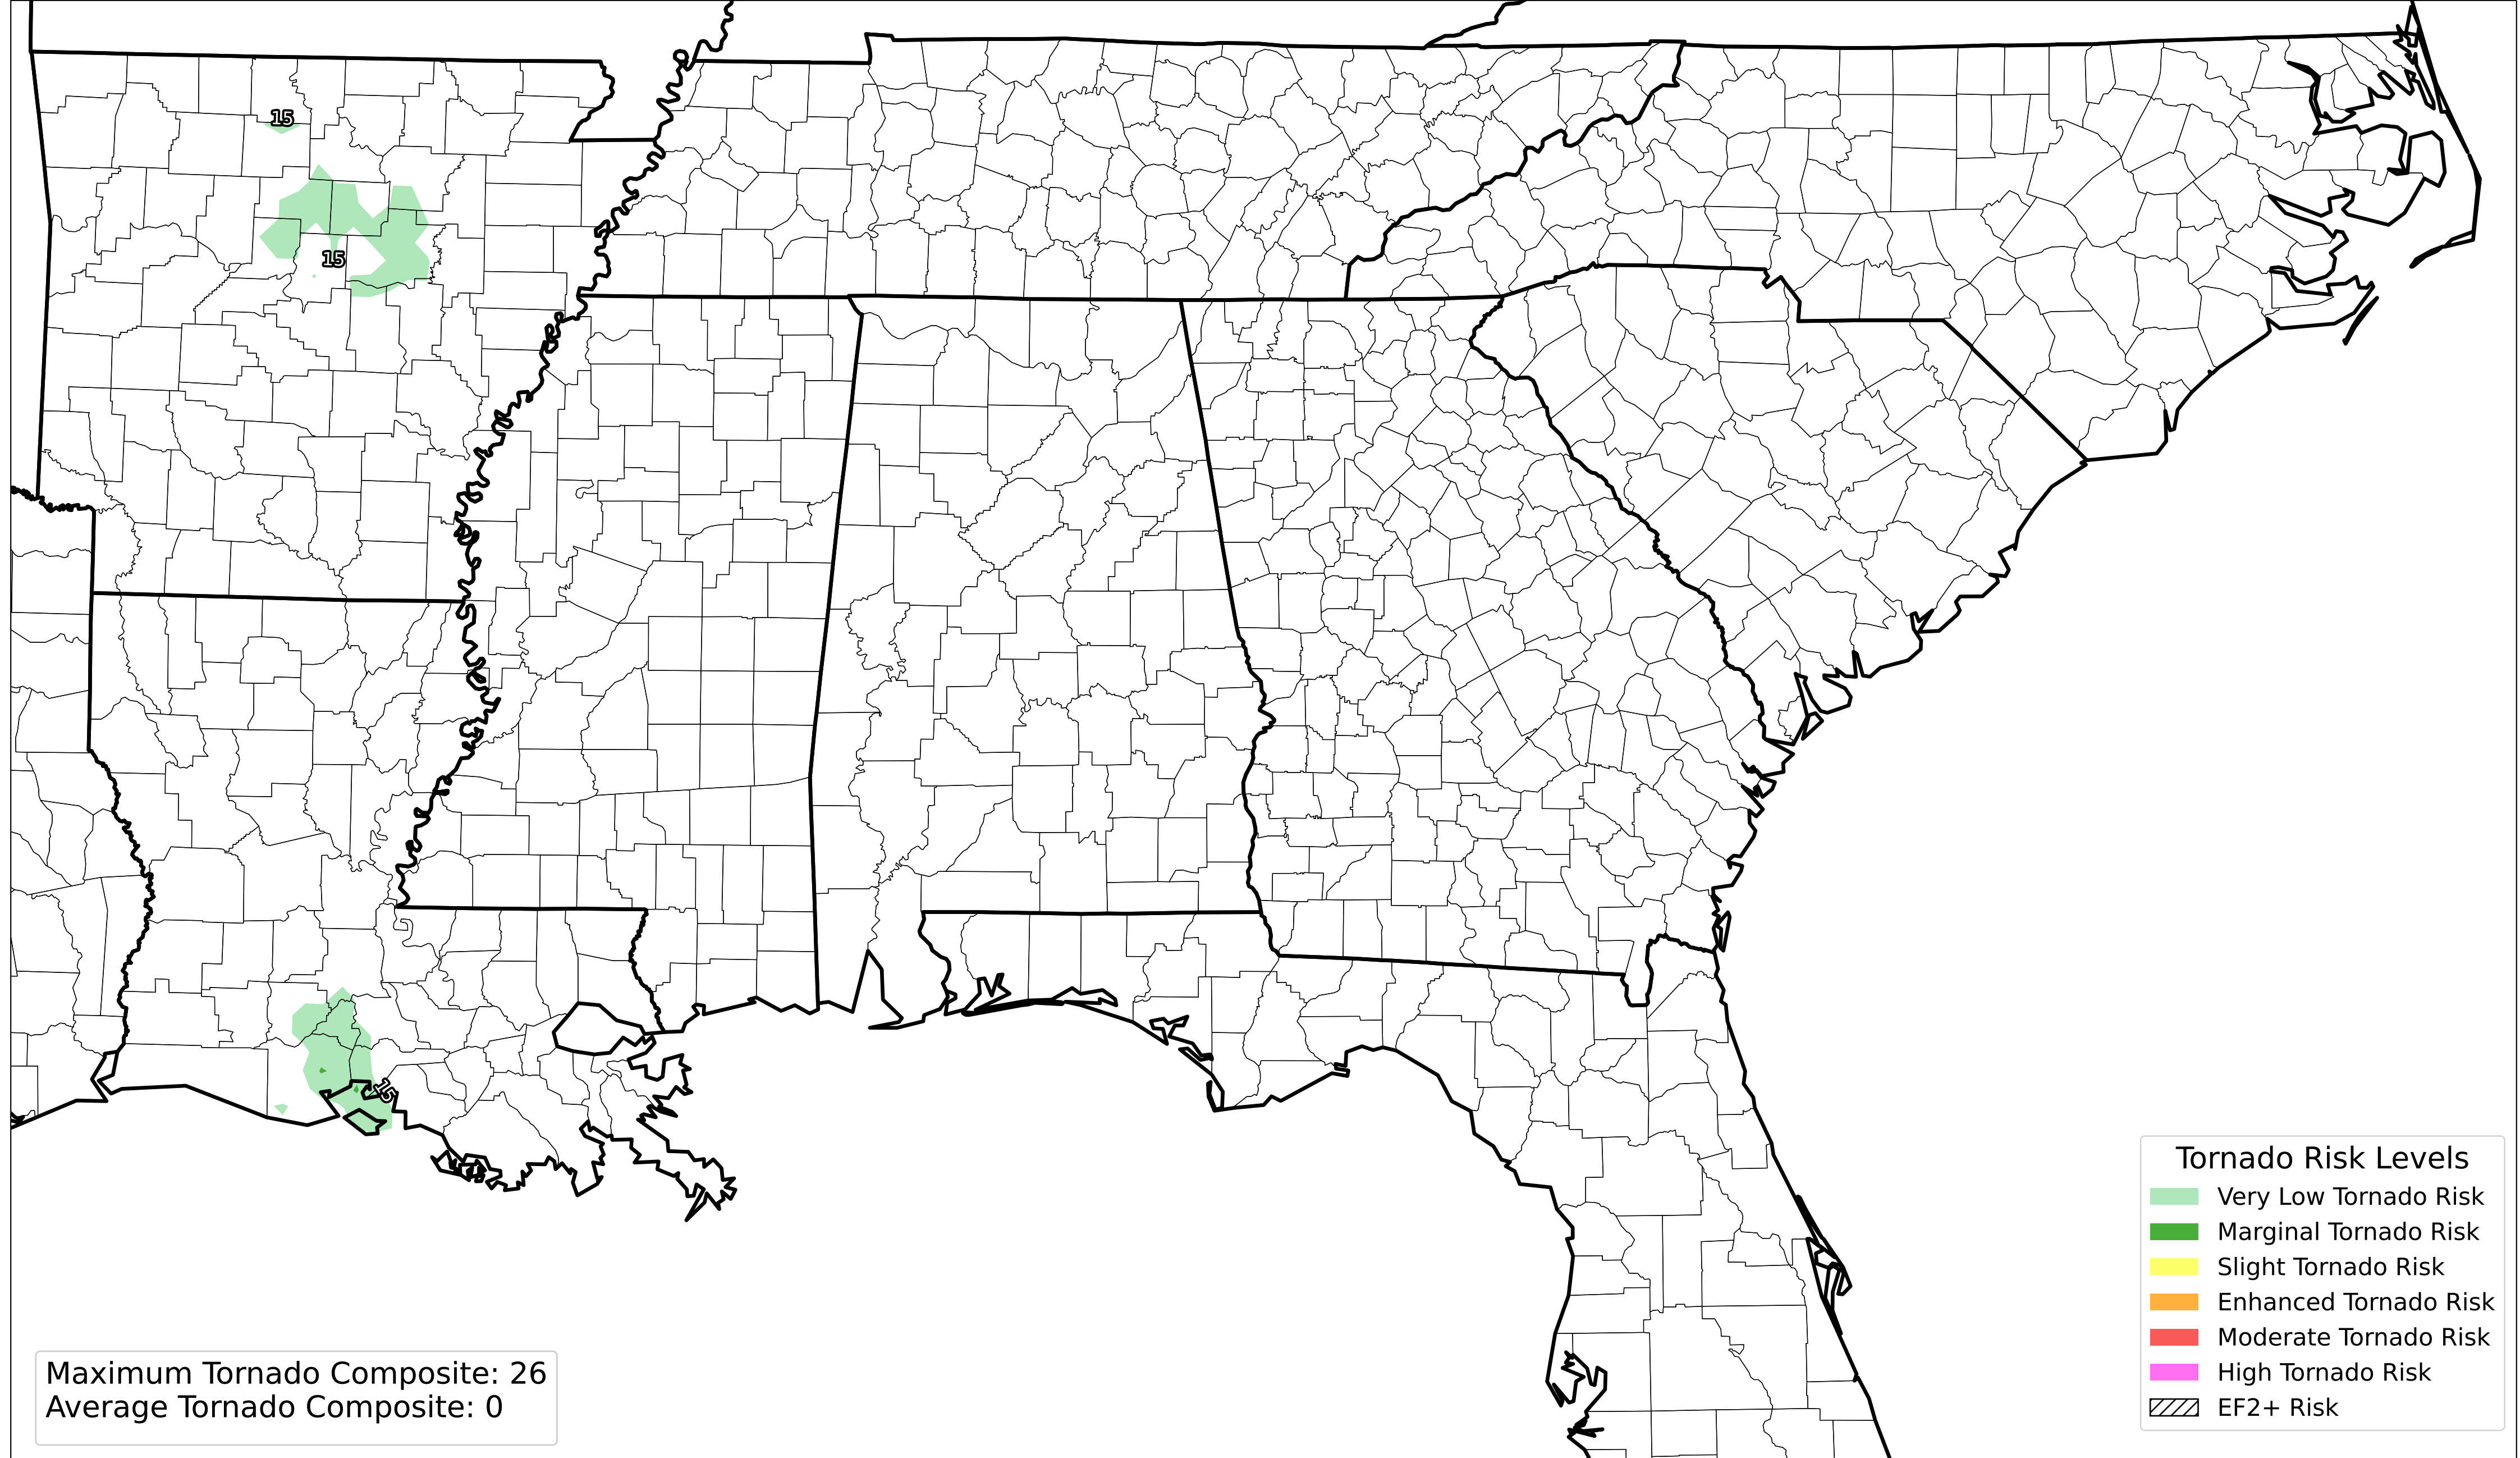 15
15
15
Tornado Risk Levels
Very Low Tornado Risk
Marginal Tornado Risk
Slight Tornado Risk
Enhanced Tornado Risk
Moderate Tornado Risk
High Tornado Risk
EF2+ Risk
Maximum Tornado Composite: 26
Average Tornado Composite: 0